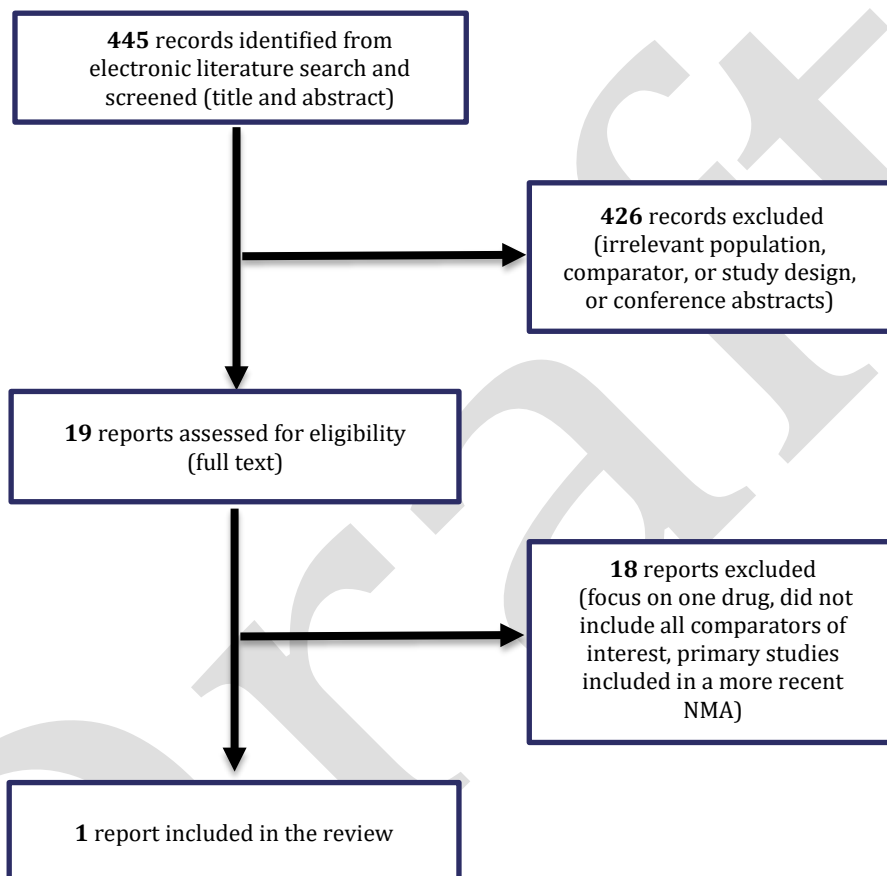 445 records identified from
electronic literature search and
screened (title and abstract)
426 records excluded
(irrelevant population,
comparator, or study design,
or conference abstracts)
19 reports assessed for eligibility
(full text)
18 reports excluded
(focus on one drug, did not
include all comparators of
interest, primary studies
included in a more recent
NMA)
1 report included in the review
Draft